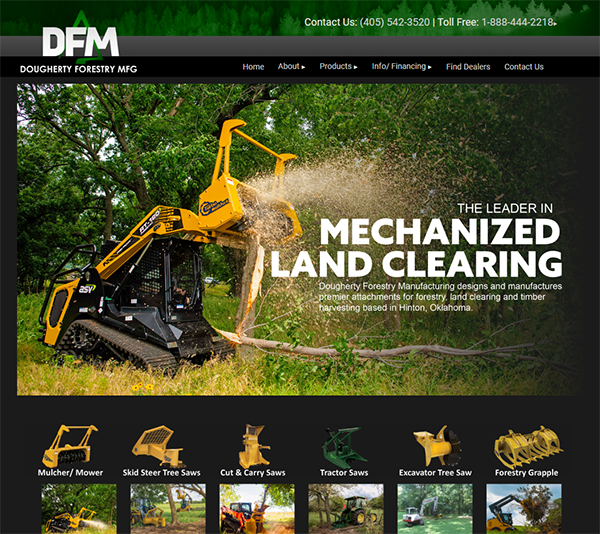 Contact Us: (405) 542-3520 | Toll Free: 1-888-444-2218▸
DFM
DOUGHERTY FORESTRY MFG
Home About ▸ Products ▸ Info/ Financing ▸ Find Dealers Contact Us
THE LEADER IN
MECHANIZED
LAND CLEARING
Dougherty Forestry Manufacturing designs and manufactures
premier attachments for forestry, land clearing and timber
harvesting based in Hinton, Oklahoma.
asv
Mulcher/ Mower Skid Steer Tree Saws Cut & Carry Saws Tractor Saws Excavator Tree Saw Forestry Grapple